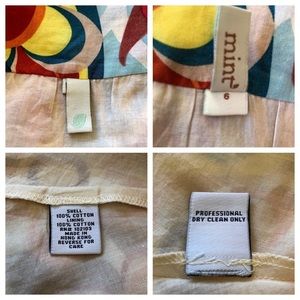 mint
6
SHELL
100% COTTON
LINING
100% COTTON
RN# 102103
MADE IN
HONG KONG
REVERSE FOR
CARE
PROFESSIONAL
DRY CLEAN ONLY